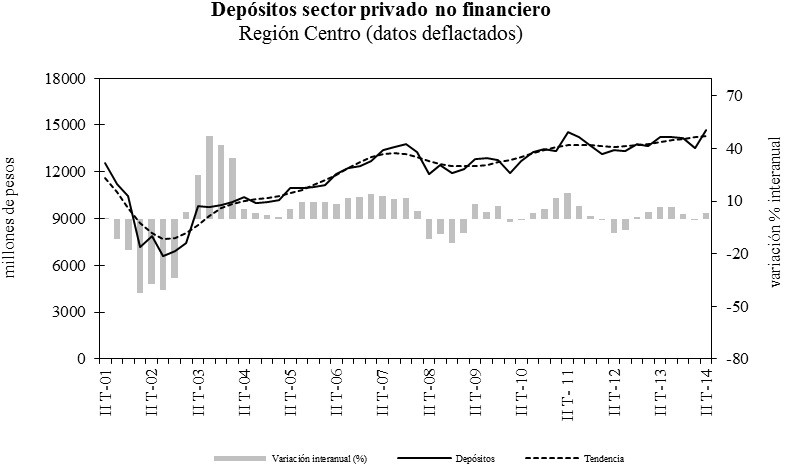 Depósitos sector privado no financiero
Región Centro (datos deflactados)
millones de pesos
18000
15000
12000
9000
6000
3000
0
70
40
10
-20
-50
-80
variación % interanual
II T-01
II T-02
II T-03
II T-04
II T-05
II T-06
II T-07
II T-08
II T-09
II T-10
II T- 11
II T-12
II T-13
II T-14
Variación interanual (%)
Depósitos
Tendencia